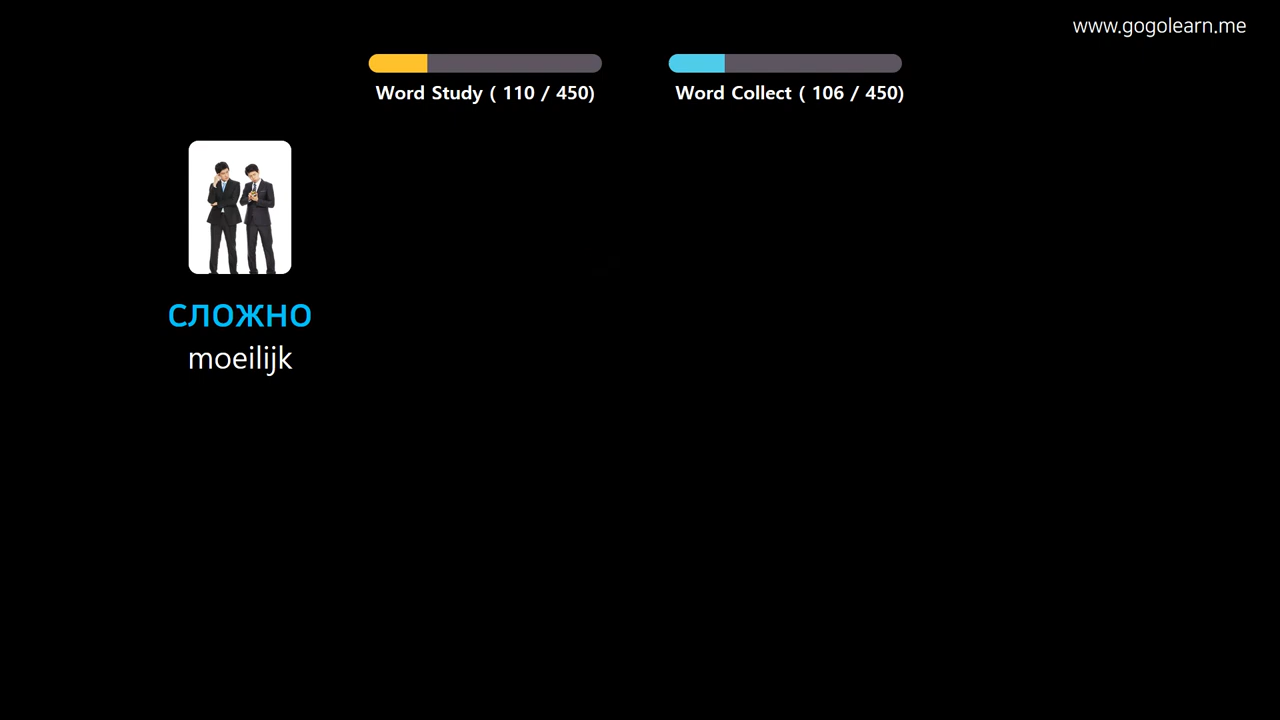 www.gogolearn.me
Word Study ( 110 / 450)
Word Collect ( 106 / 450)
сложно
moeilijk